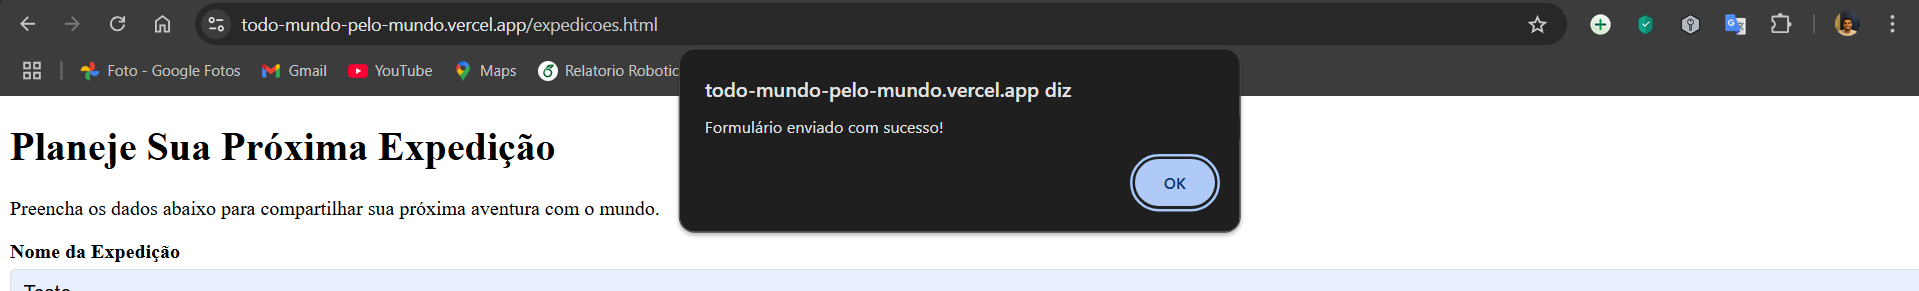 todo-mundo-pelo-mundo.vercel.app/expedicoes.html
Foto - Google Fotos
Gmail
YouTube
Maps
Relatorio Robotic
todo-mundo-pelo-mundo.vercel.app diz
Formulário enviado com sucesso!
OK
Planeje Sua Próxima Expedição
Preencha os dados abaixo para compartilhar sua próxima aventura com o mundo.
Nome da Expedição